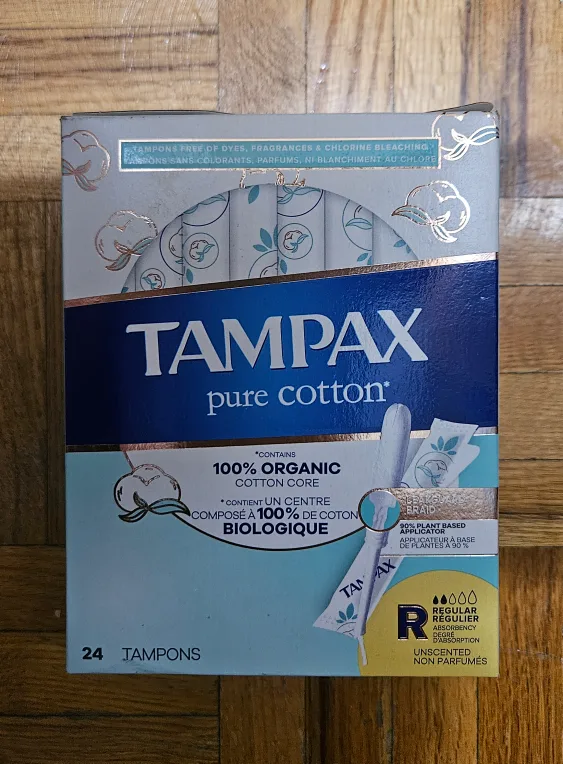 TAMPONS FREE OF DYES, FRAGRANCES & CHLORINE BLEACHING
TAMPONS SANS COLORANTS, PARFUMS, NI BLANCHIMENT AU CHLORE
TAMPAX
pure cotton*
*CONTAINS
100% ORGANIC
COTTON CORE
*CONTIENT UN CENTRE
COMPOSÉ À 100% DE COTON
BIOLOGIQUE
BRAID
90% PLANT BASED
APPLICATOR
APPLICATEUR À BASE
DE PLANTES À 90 %
TAMPAX
R REGULAR
RÉGULIER
ABSORBENCY
DEGRÉ
D'ABSORPTION
UNSCENTED
NON PARFUMÉS
24 TAMPONS